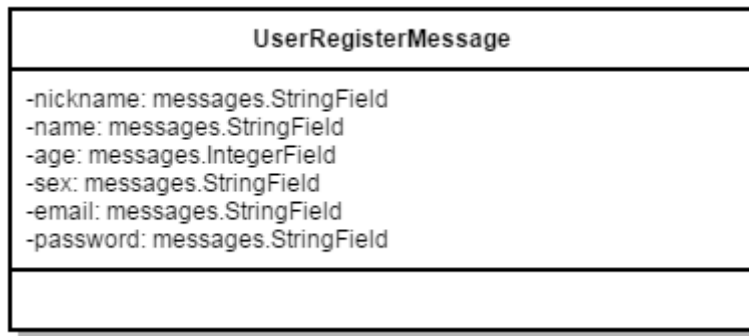 UserRegisterMessage
-nickname: messages.StringField
-name: messages.StringField
-age: messages.IntegerField
-sex: messages.StringField
-email: messages.StringField
-password: messages.StringField